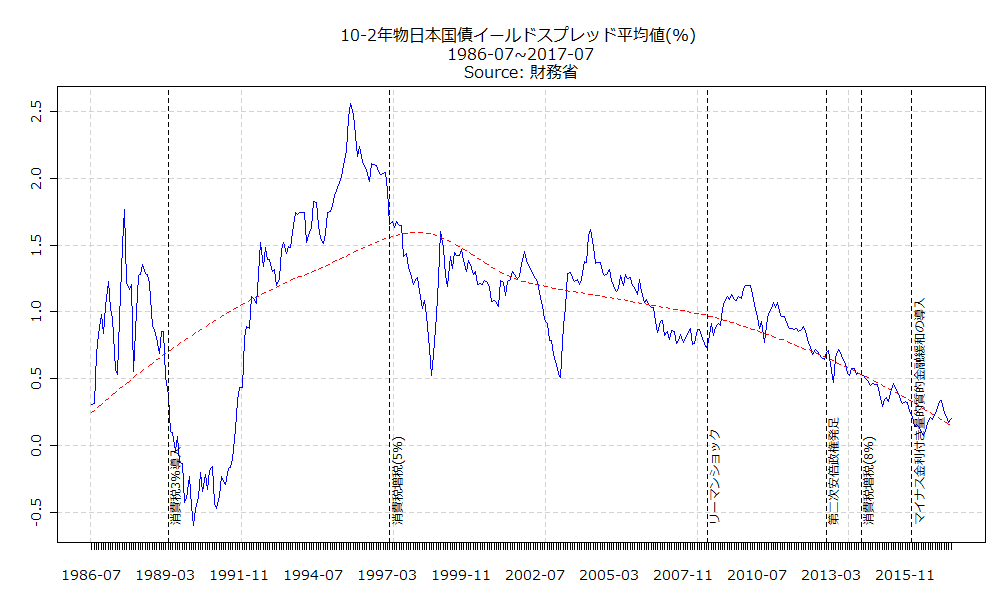 10-2年物日本国債イールドスプレッド平均値(%)
1986-07~2017-07
Source: 財務省
2.5
2.0
1.5
1.0
0.5
0.0
-0.5
消費税3%導入
消費税増税(5%)
リーマンショック
第二次安倍政権発足
消費税増税(8%)
マイナス金利付き量的質的金融緩和の導入
1986-07 1989-03 1991-11 1994-07 1997-03 1999-11 2002-07 2005-03 2007-11 2010-07 2013-03 2015-11